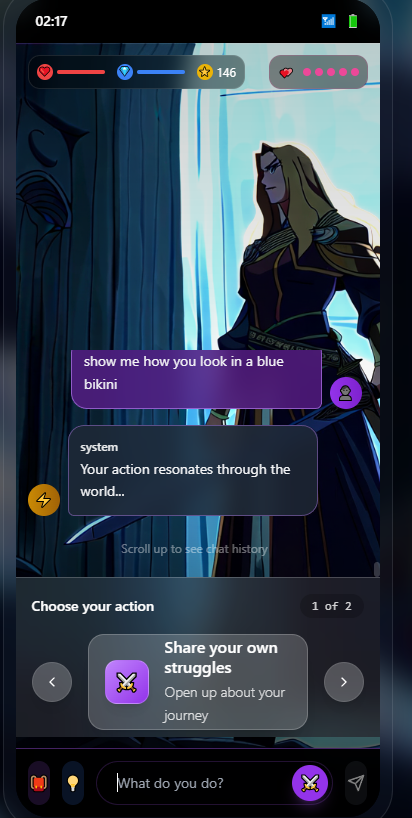 02:17
146
show me how you look in a blue
bikini
system
Your action resonates through the
world...
Scroll up to see chat history
Choose your action
1 of 2
Share your own
struggles
Open up about your
journey
What do you do?